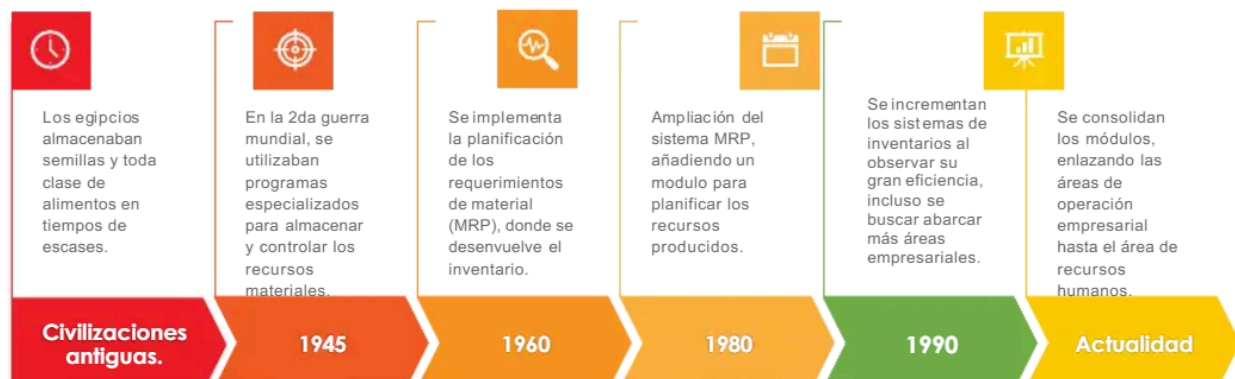 Los egipcios
almacenaban
semillas y toda
clase de
alimentos en
tiempos de
escases.
Civilizaciones
antiguas.
En la 2da guerra
mundial, se
utilizaban
programas
especializados
para almacenar
y controlar los
recursos
materiales.
1945
Se implementa
la planificación
de los
requerimientos
de material
(MRP), donde se
desenvuelve el
inventario.
1960
Ampliación del
sistema MRP,
añadiendo un
modulo para
planificar los
recursos
producidos.
1980
Se incrementan
los sistemas de
inventarios al
observar su
gran eficiencia,
incluso se
buscar abarcar
más áreas
empresariales.
1990
Se consolidan
los módulos,
enlazando las
áreas de
operación
empresarial
hasta el área de
recursos
humanos.
Actualidad